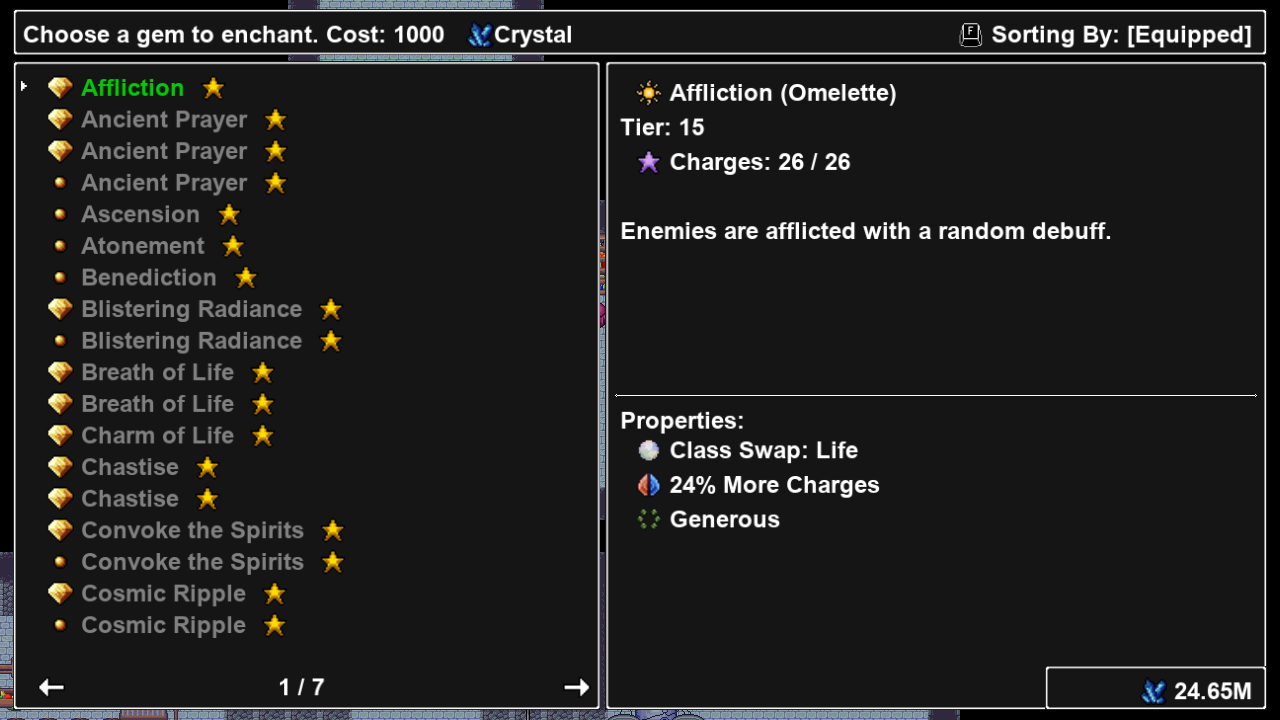 Choose a gem to enchant. Cost: 1000 Crystal
F Sorting By: [Equipped]
Affliction
Ancient Prayer
Ancient Prayer
Ancient Prayer
Ascension
Atonement
Benediction
Blistering Radiance
Blistering Radiance
Breath of Life
Breath of Life
Charm of Life
Chastise
Chastise
Convoke the Spirits
Convoke the Spirits
Cosmic Ripple
Cosmic Ripple
1 / 7
Affliction (Omelette)
Tier: 15
Charges: 26 / 26
Enemies are afflicted with a random debuff.
Properties:
Class Swap: Life
24% More Charges
Generous
24.65M